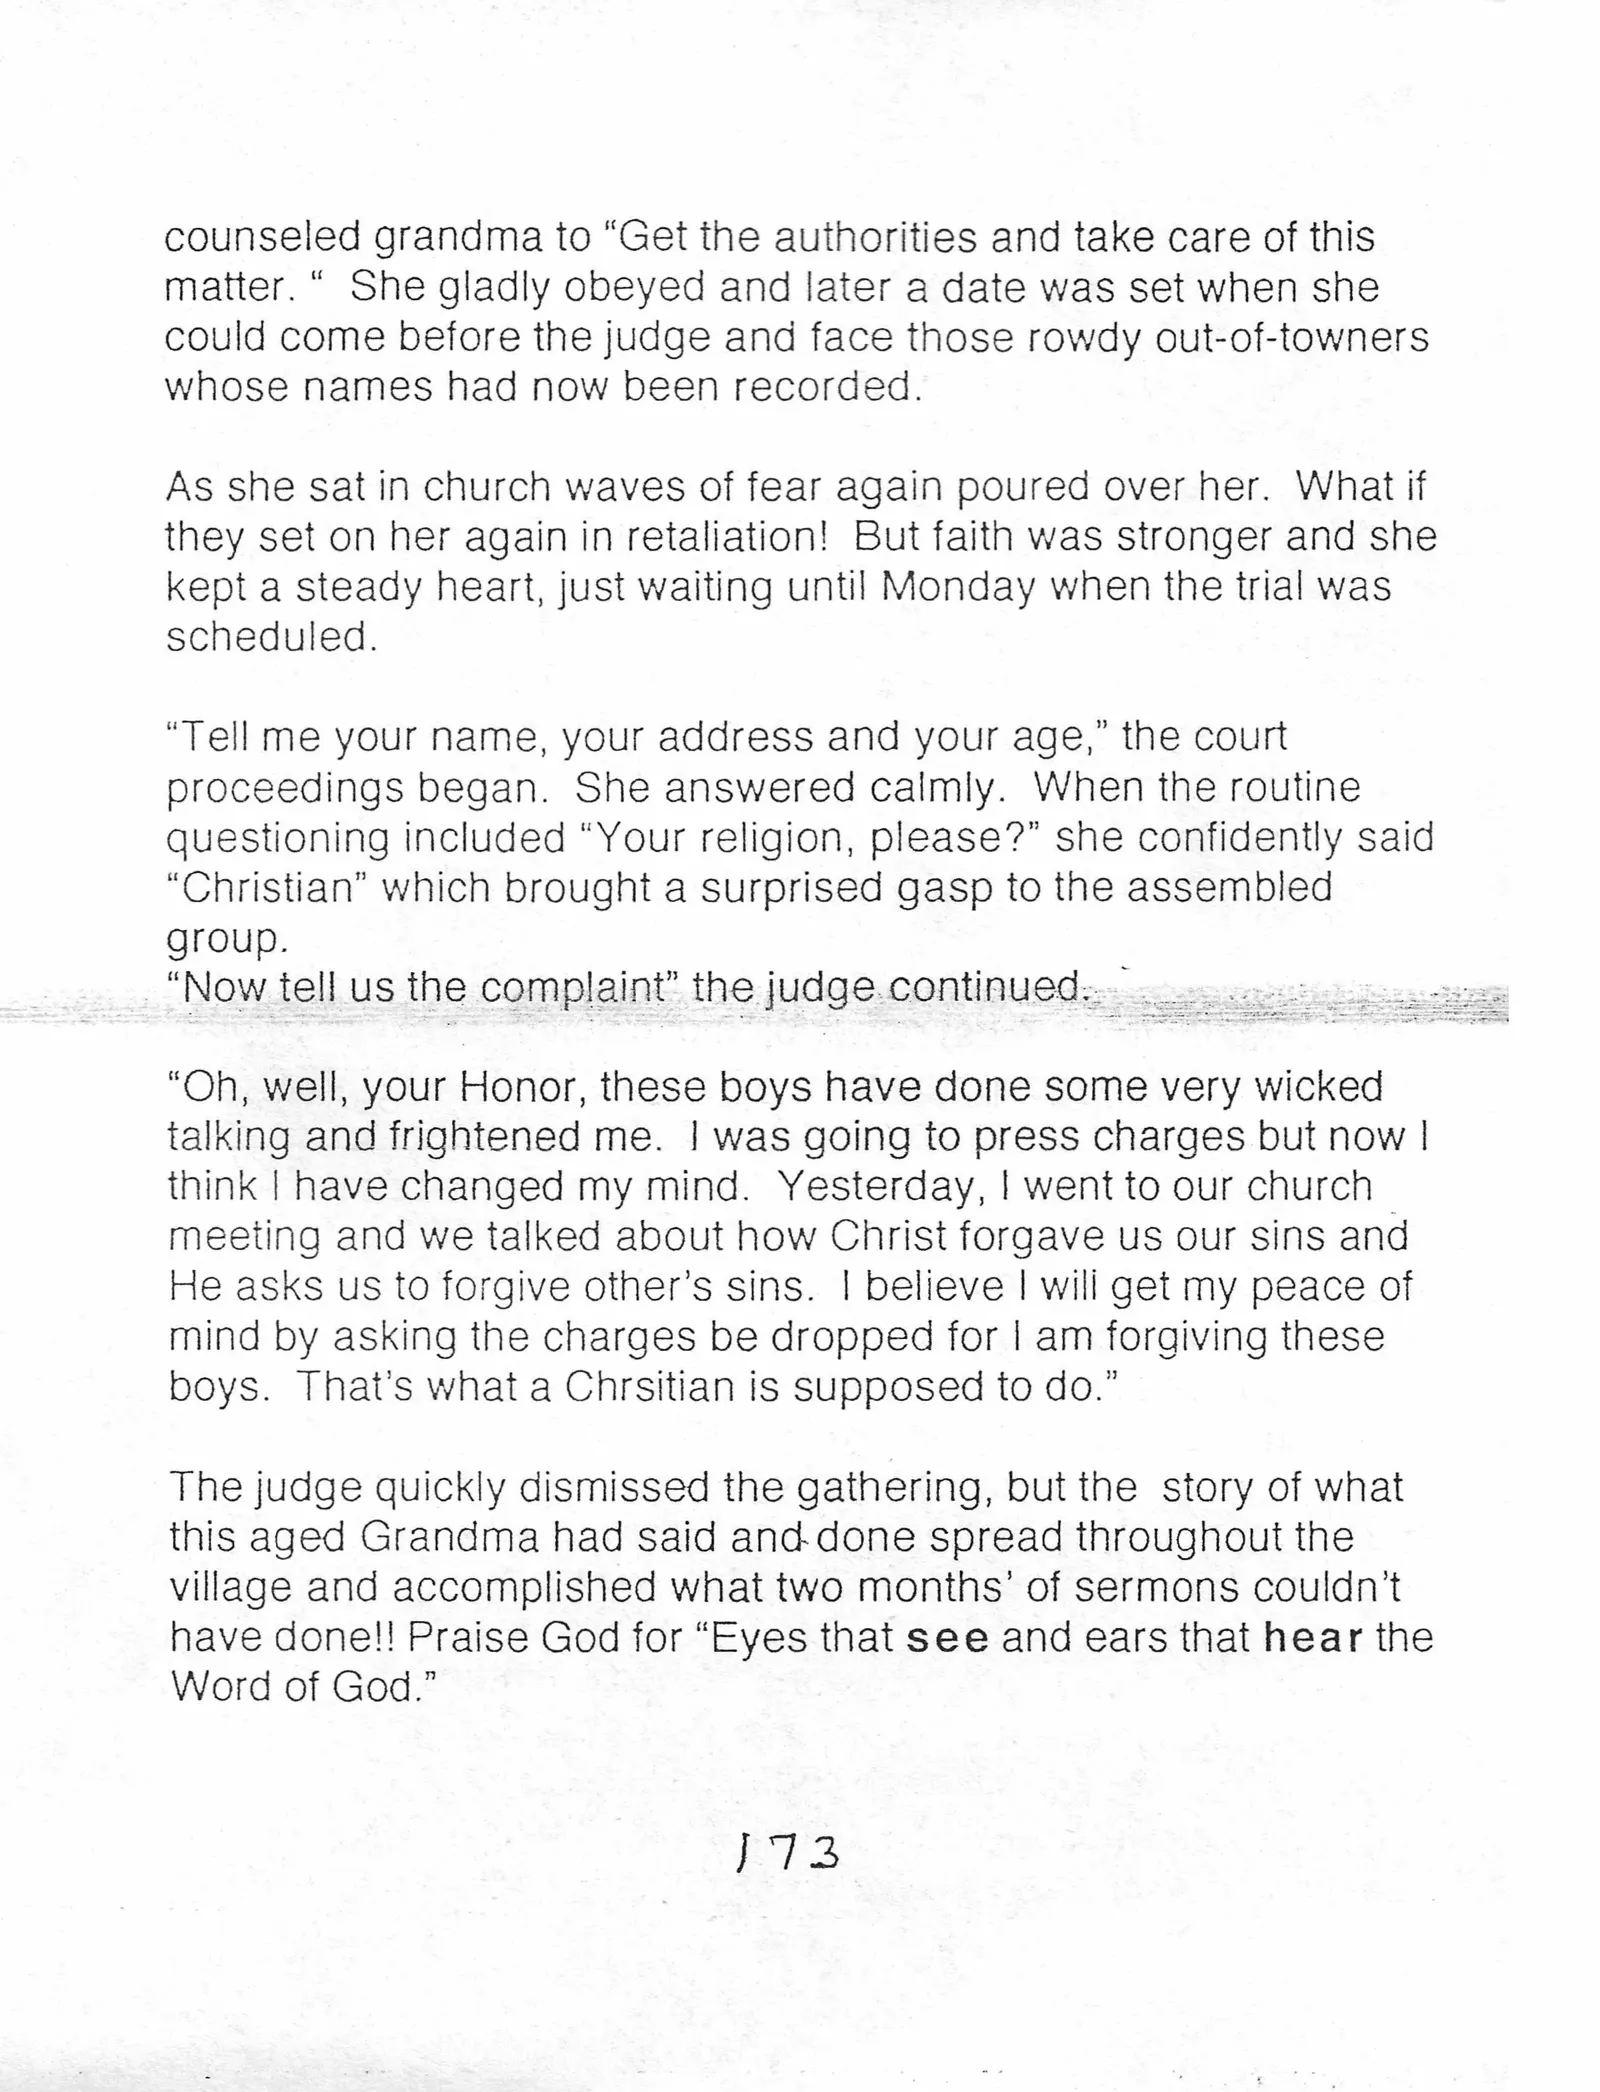 counseled grandma to “Get the authorities and take care of this
matter. “  She gladly obeyed and later a date was set when she
could come before the judge and face those rowdy out-of-towners
whose names had now been recorded.
As she sat in church waves of fear again poured over her.  What if
they set on her again in retaliation!  But faith was stronger and she
kept a steady heart, just waiting until Monday when the trial was
scheduled.
“Tell me your name, your address and your age,” the court
proceedings began.  She answered calmly.  When the routine
questioning included “Your religion, please?” she confidently said
“Christian” which brought a surprised gasp to the assembled
group.
“Now tell us the complaint” the judge continued.
“Oh, well, your Honor, these boys have done some very wicked
talking and frightened me.  I was going to press charges but now I
think I have changed my mind.  Yesterday, I went to our church
meeting and we talked about how Christ forgave us our sins and
He asks us to forgive other’s sins.  I believe I will get my peace of
mind by asking the charges be dropped for I am forgiving these
boys.  That’s what a Chrsitian is supposed to do.”
The judge quickly dismissed the gathering, but the  story of what
this aged Grandma had said and done spread throughout the
village and accomplished what two months’ of sermons couldn’t
have done!! Praise God for “Eyes that see and ears that hear the
Word of God.”
173